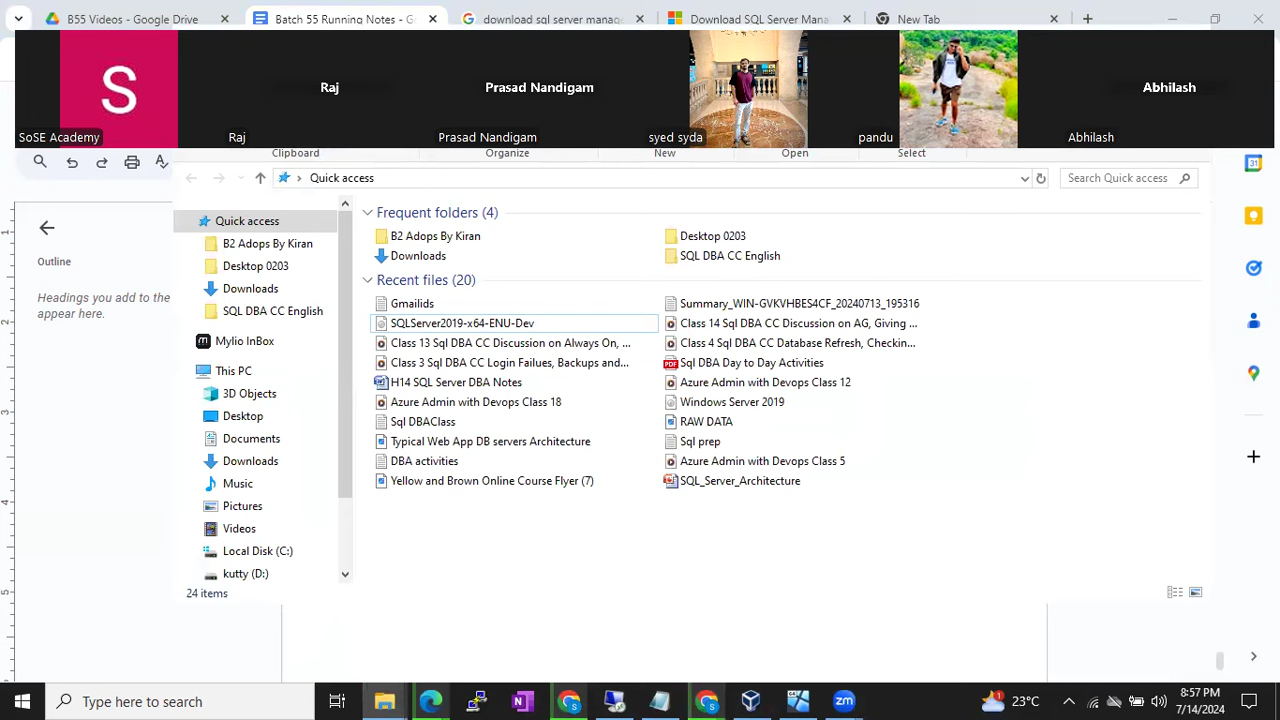 B55 Videos - Google Drive
Batch 55 Running Notes - G
download sql server manag
Download SQL Server Mana
New Tab
S
Raj
Prasad Nandigam
Abhilash
SoSE Academy
Raj
Prasad Nandigam
syed syda
pandu
Abhilash
Clipboard
Organize
New
Open
Select
Quick access
Search Quick access
Outline
Headings you add to the
appear here.
Quick access
B2 Adops By Kiran
Desktop 0203
Downloads
SQL DBA CC English
Mylio InBox
This PC
3D Objects
Desktop
Documents
Downloads
Music
Pictures
Videos
Local Disk (C:)
kutty (D:)
Frequent folders (4)
B2 Adops By Kiran
Desktop 0203
Downloads
SQL DBA CC English
Recent files (20)
Gmailids
Summary_WIN-GVKVHBES4CF_20240713_195316
SQLServer2019-x64-ENU-Dev
Class 14 Sql DBA CC Discussion on AG, Giving ...
Class 13 Sql DBA CC Discussion on Always On, ...
Class 4 Sql DBA CC Database Refresh, Checkin...
Class 3 Sql DBA CC Login Failues, Backups and...
Sql DBA Day to Day Activities
H14 SQL Server DBA Notes
Azure Admin with Devops Class 12
Azure Admin with Devops Class 18
Windows Server 2019
Sql DBAClass
RAW DATA
Typical Web App DB servers Architecture
Sql prep
DBA activities
Azure Admin with Devops Class 5
Yellow and Brown Online Course Flyer (7)
SQL_Server_Architecture
24 items
1
2
3
4
5
31
Type here to search
zm
1
23°C
8:57 PM
7/14/2024